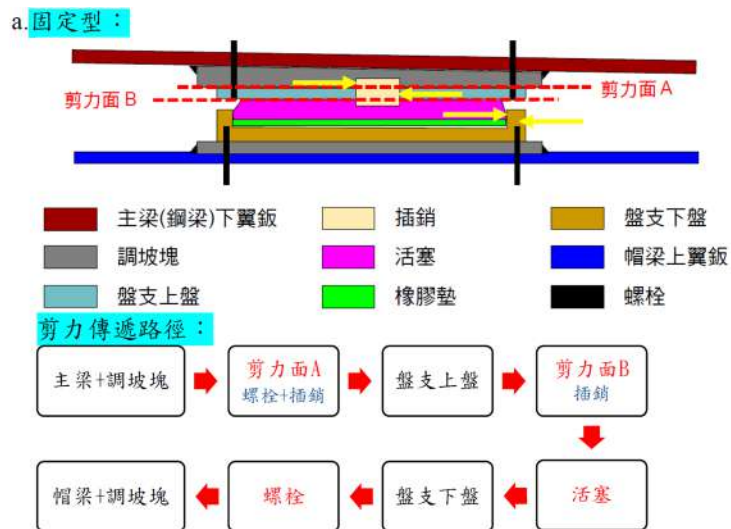 a.固定型：
剪力面 B
剪力面 A
主梁(鋼梁)下翼鈑
插銷
盤支下盤
調坡塊
活塞
帽梁上翼鈑
盤支上盤
橡膠墊
螺栓
剪力傳遞路徑：
主梁+調坡塊
剪力面A
螺栓+插銷
盤支上盤
剪力面B
插銷
帽梁+調坡塊
螺栓
盤支下盤
活塞